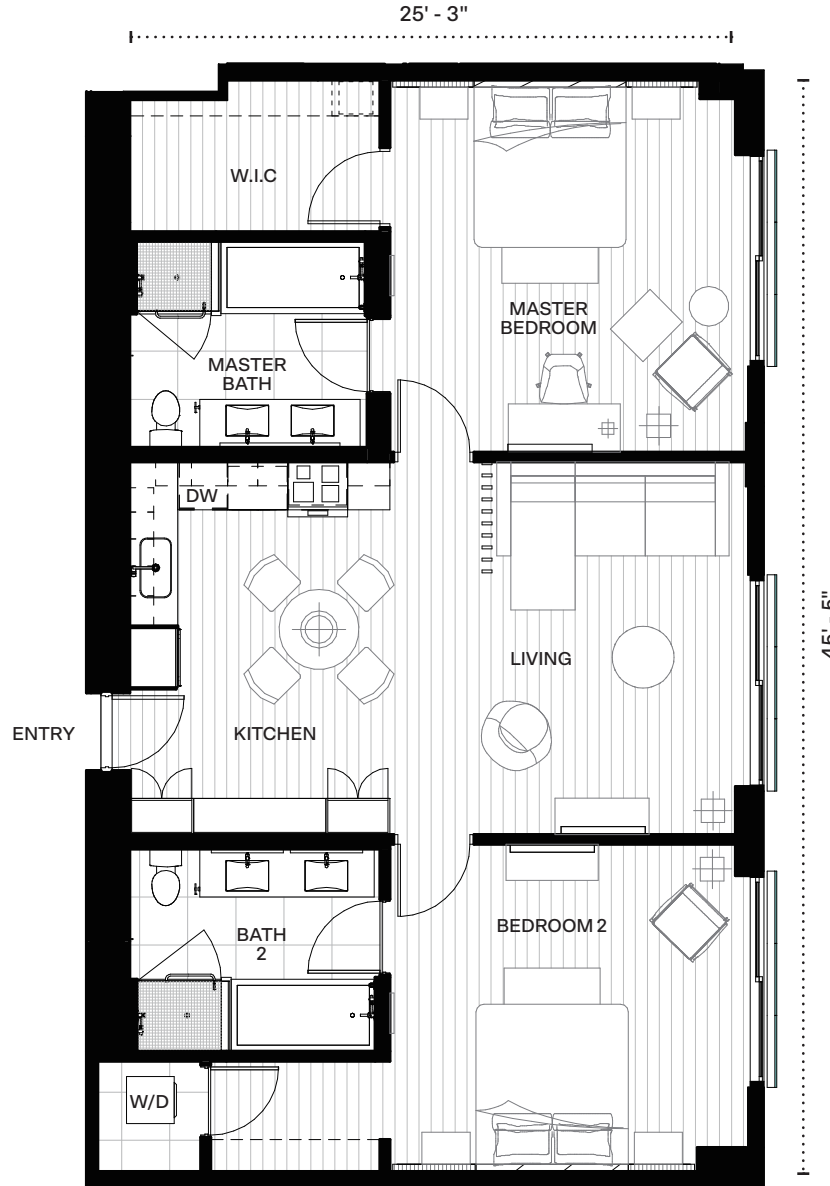 25' - 3"
W.I.C
MASTER
BEDROOM
MASTER
BATH
DW
45' - 5"
LIVING
ENTRY
KITCHEN
BATH
2
BEDROOM 2
W/D